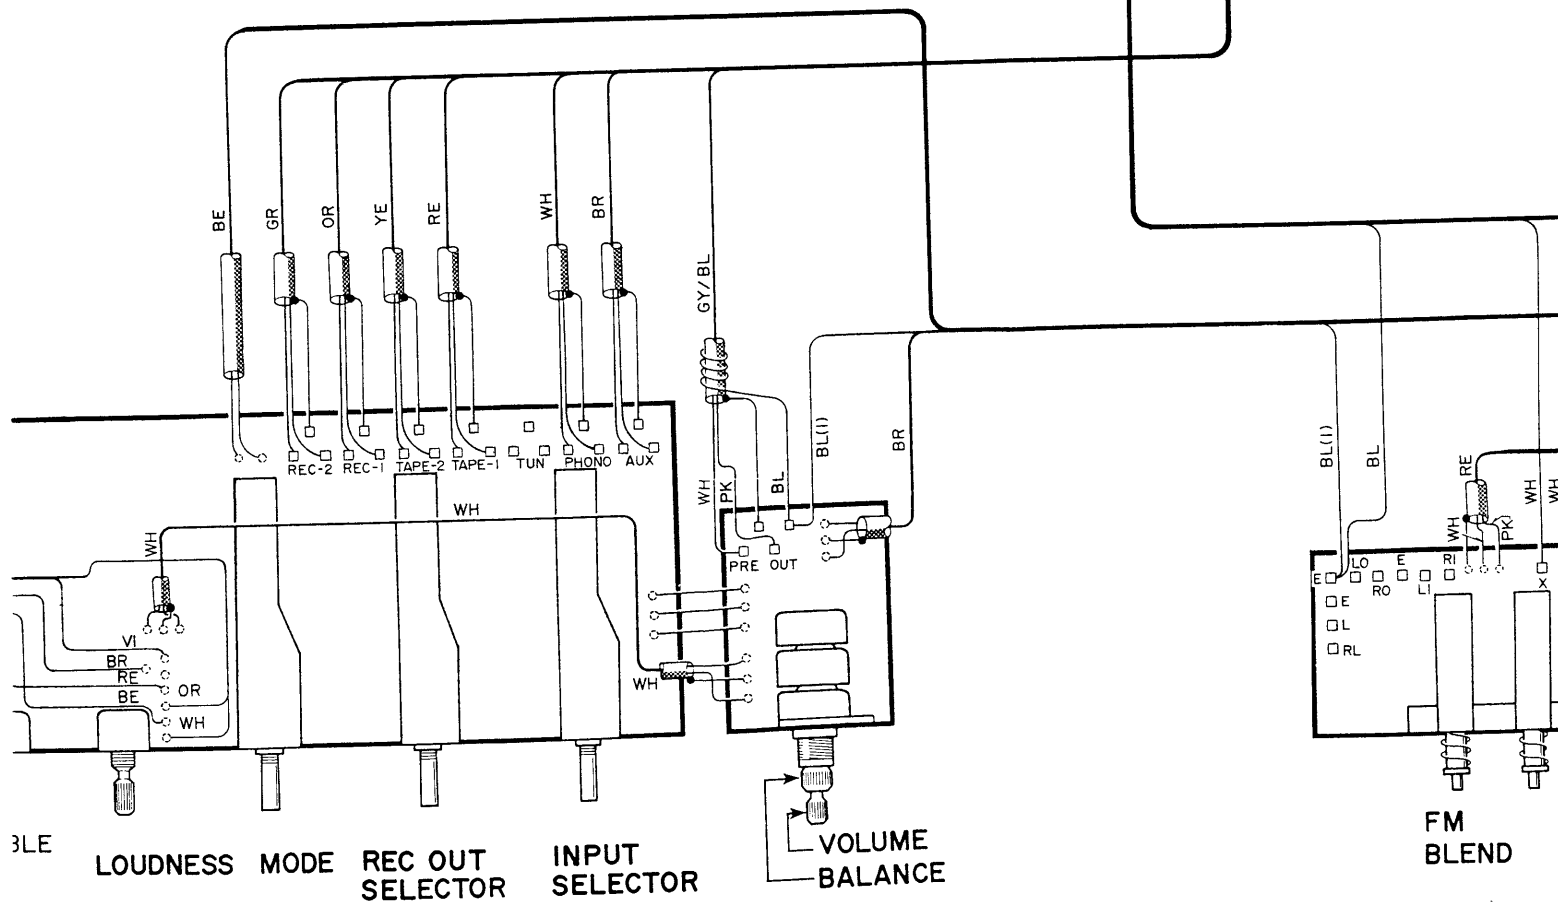 BE
GR
OR
YE
RE
WH
BR
GY/BL
REC-2 REC-1 TAPE-2 TAPE-1 TUN PHONO AUX
WH
PK
BL
BL(1)
BR
BL(1)
BL
RE
WH
WH
WH
PK
WH
WH
PRE OUT
E
LO
RO
E
LI
RI
X
E
L
RL
VI
BR
RE
BE
OR
WH
WH
LOUDNESS
MODE
REC OUT
SELECTOR
INPUT
SELECTOR
VOLUME
BALANCE
FM
BLEND